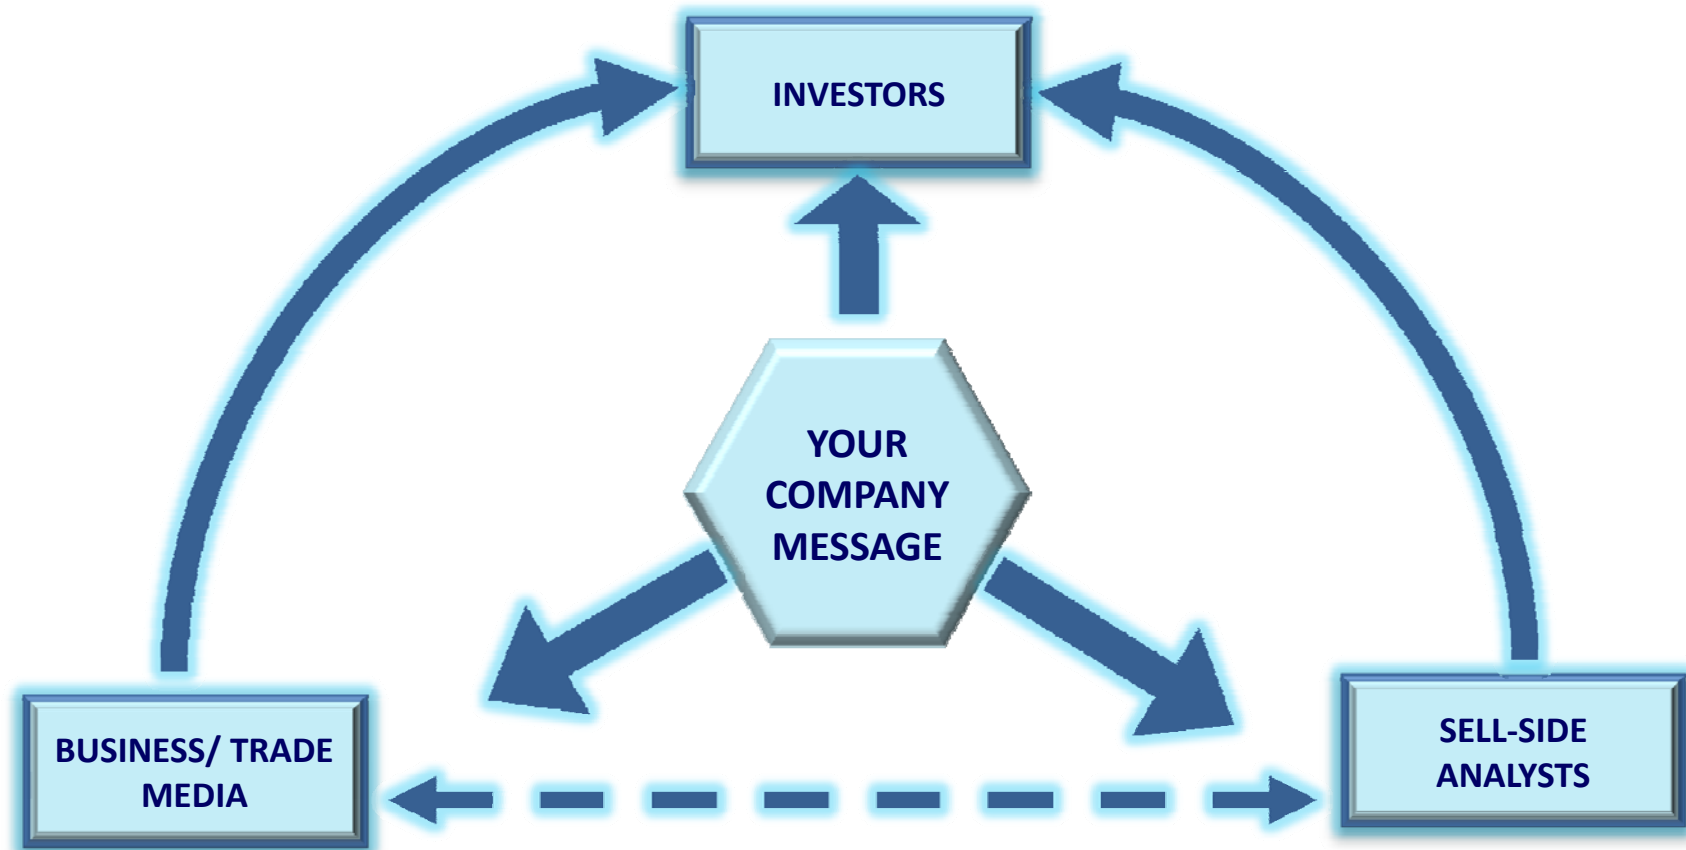 INVESTORS
YOUR
COMPANY
MESSAGE
BUSINESS/ TRADE
MEDIA
SELL-SIDE
ANALYSTS